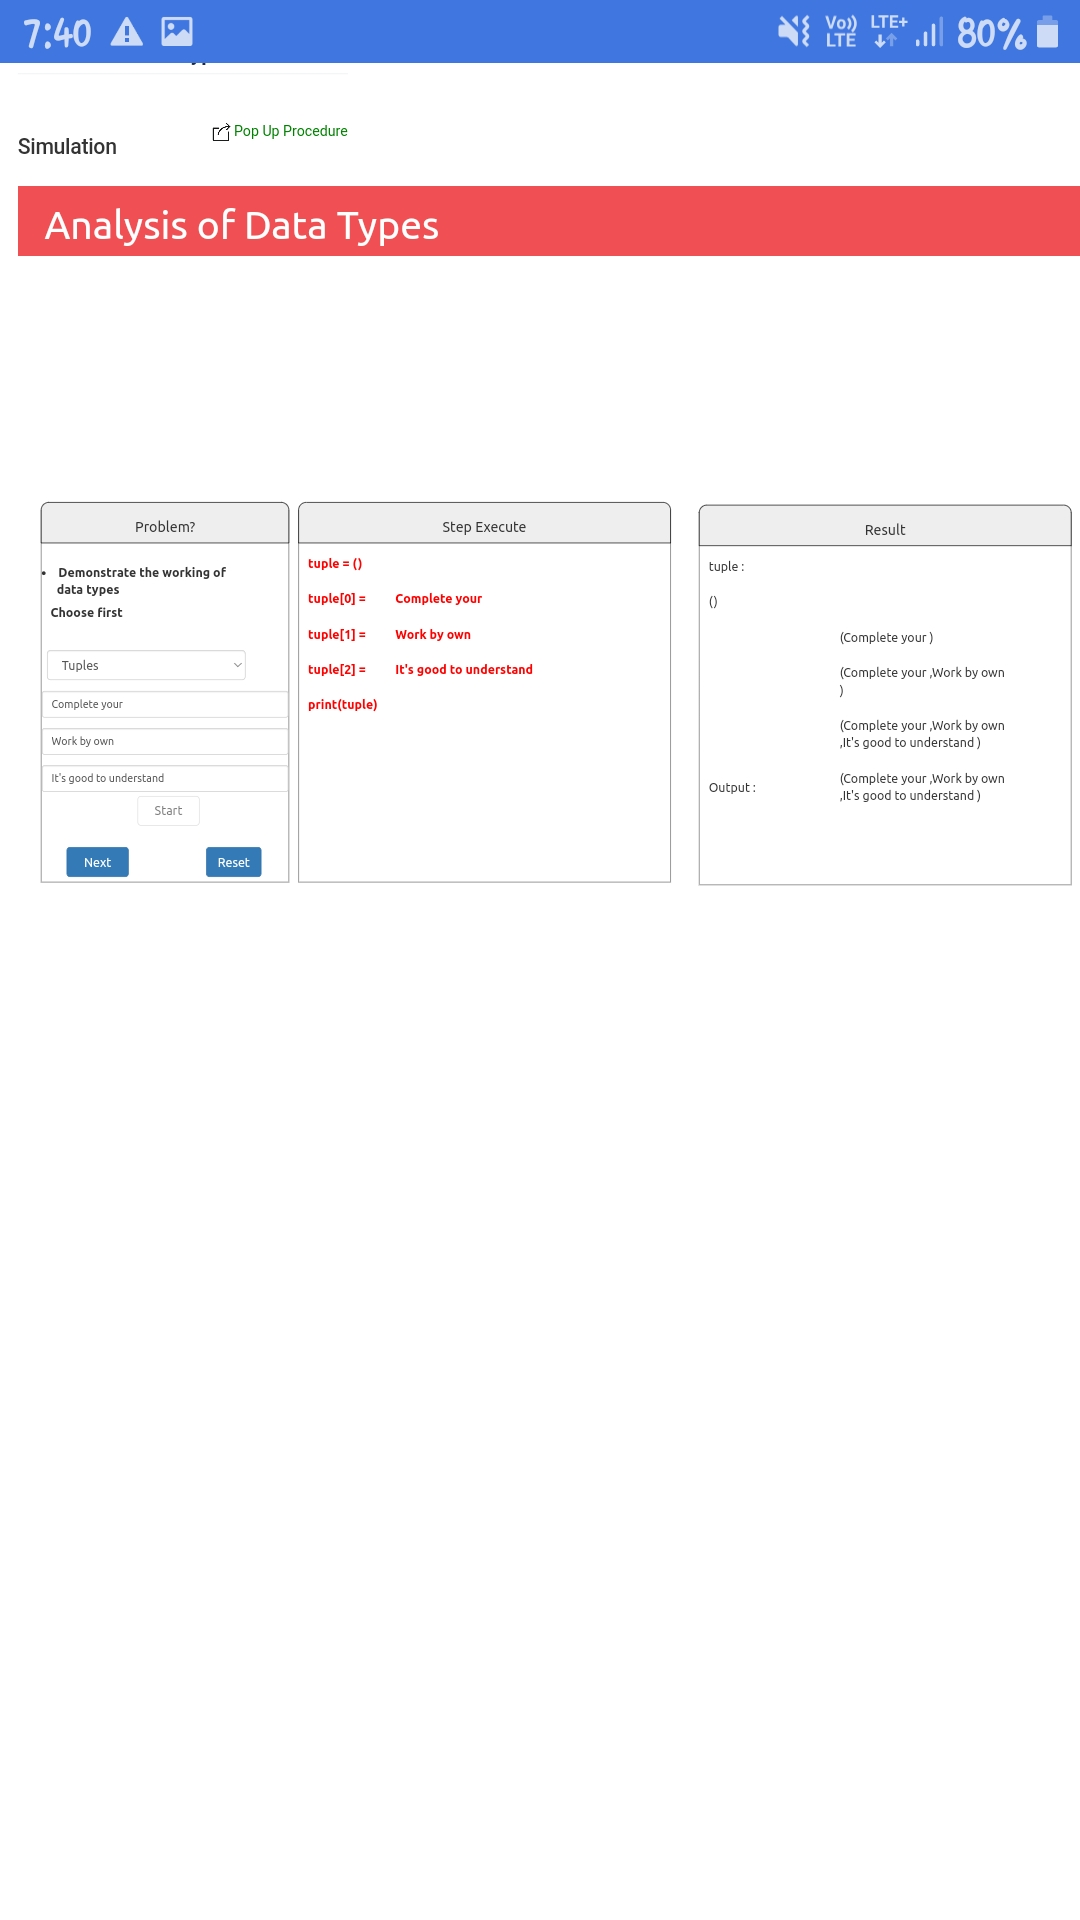 7:40
Vo)) LTE LTE+ 80%
Pop Up Procedure
Simulation
Analysis of Data Types
Problem?
• Demonstrate the working of
data types
Choose first
Tuples
Complete your
Work by own
It's good to understand
Start
Next Reset
Step Execute
tuple = ()
tuple[0] = Complete your
tuple[1] = Work by own
tuple[2] = It's good to understand
print(tuple)
Result
tuple :
()
(Complete your )
(Complete your ,Work by own
)
(Complete your ,Work by own
,It's good to understand )
Output :
(Complete your ,Work by own
,It's good to understand )